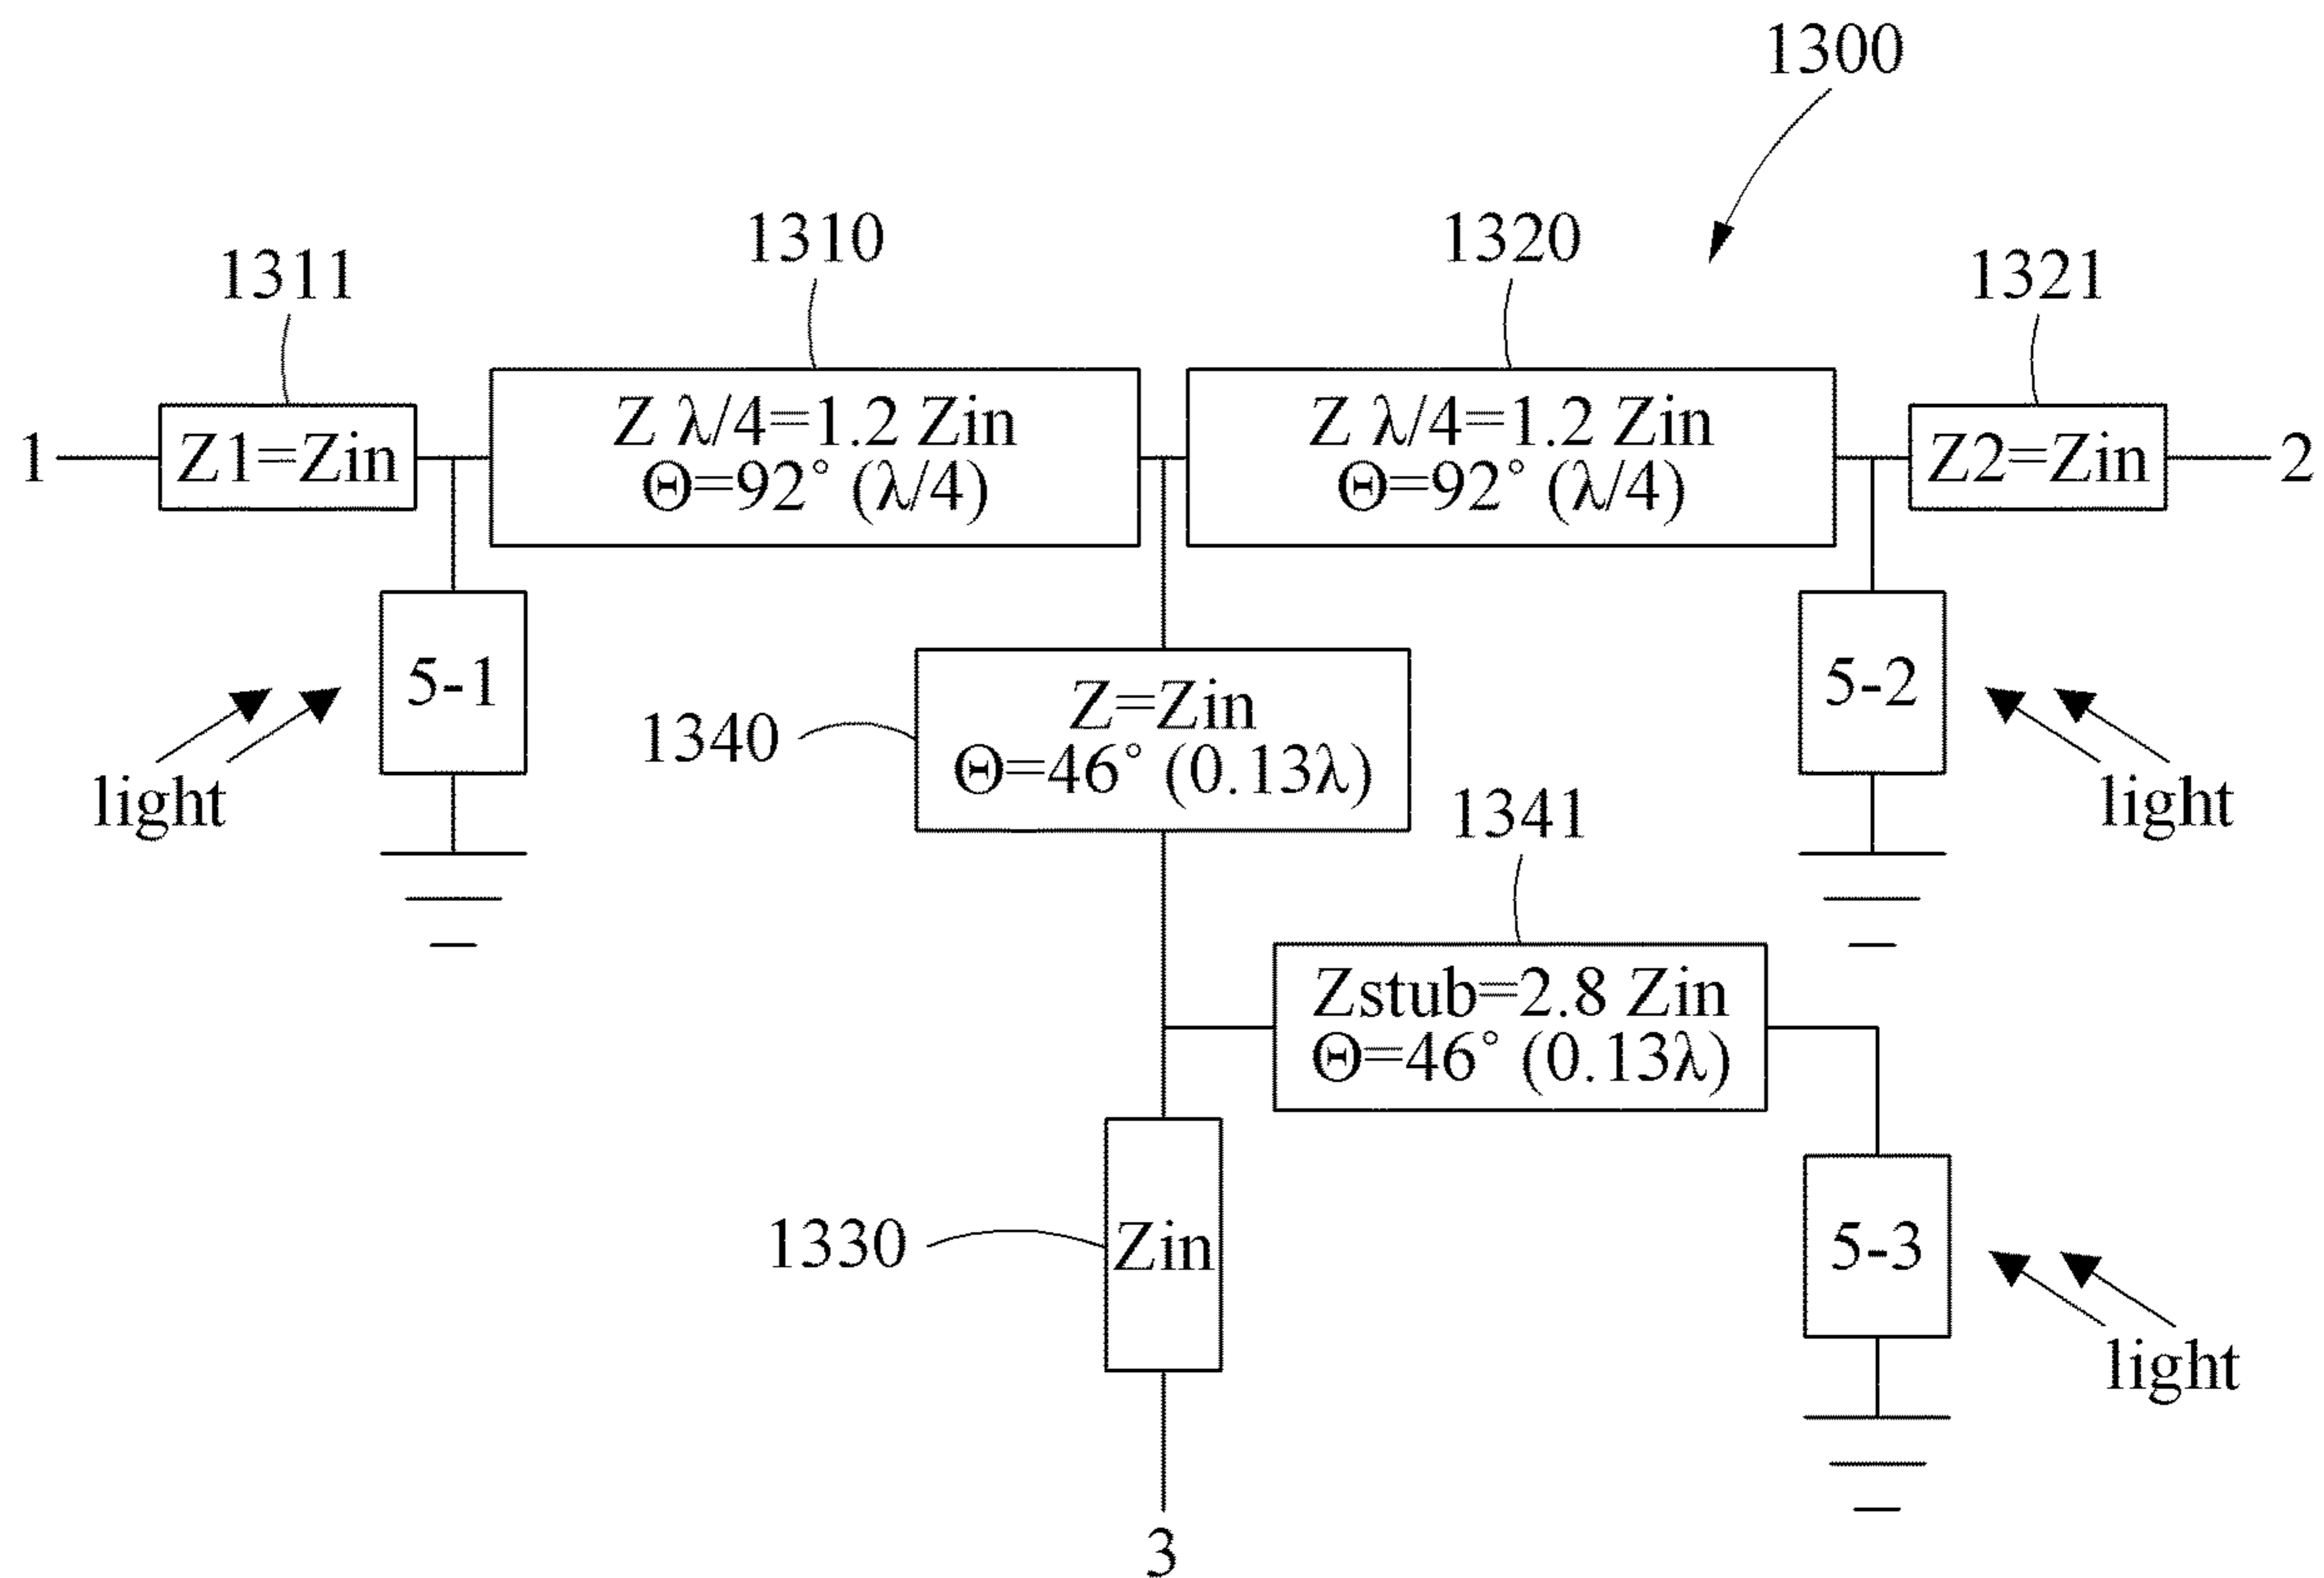 1300
1310
1320
1311
1321
1
Z1=Zin
Z λ/4=1.2 Zin
Θ=92° (λ/4)
Z λ/4=1.2 Zin
Θ=92° (λ/4)
Z2=Zin
2
5-1
light
5-2
light
1340
Z=Zin
Θ=46° (0.13λ)
1341
Zstub=2.8 Zin
Θ=46° (0.13λ)
1330
Zin
5-3
light
3